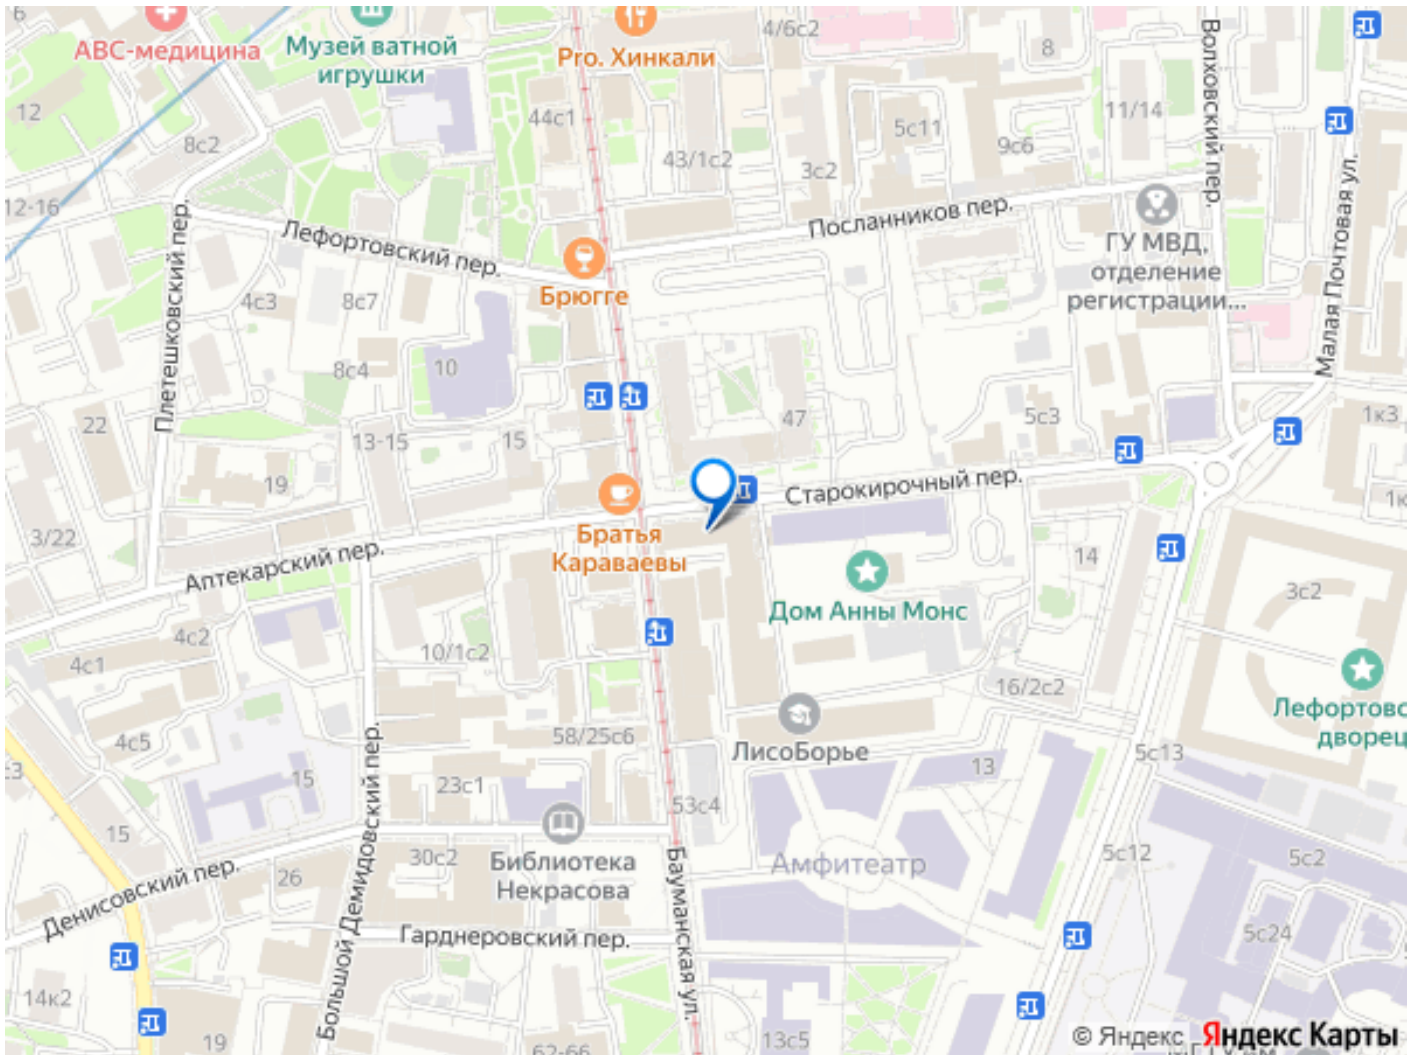 6
АВС-медицина
Музей ватной
игрушки
Pro. Хинкали
4/6с2
8
Волховский пер.
12
8с2
44с1
43/1с2
3с2
5с11
9с6
11/14
Малая Почтовая ул.
12-16
Плетешковский пер.
Лефортовский пер.
Посланников пер.
ГУ МВД,
отделение
регистрации...
Брюгге
4с3
8с7
8с4
10
47
5с3
1к3
22
13-15
15
19
3/22
Старокирочный пер.
Братья
Караваевы
Аптекарский пер.
Дом Анны Монс
14
3с2
4с1
4с2
10/1с2
16/2с2
Лефортовс
дворец
4с5
15
58/25с6
ЛисоБорье
13
5с13
15
23с1
53с4
Денисовский пер.
26
Большой Демидовский пер.
30с2
Библиотека
Некрасова
Бауманская ул.
Амфитеатр
5с12
5с2
Гарднеровский пер.
5с24
14к2
19
62-66
13с5
© Яндекс Яндекс Карты